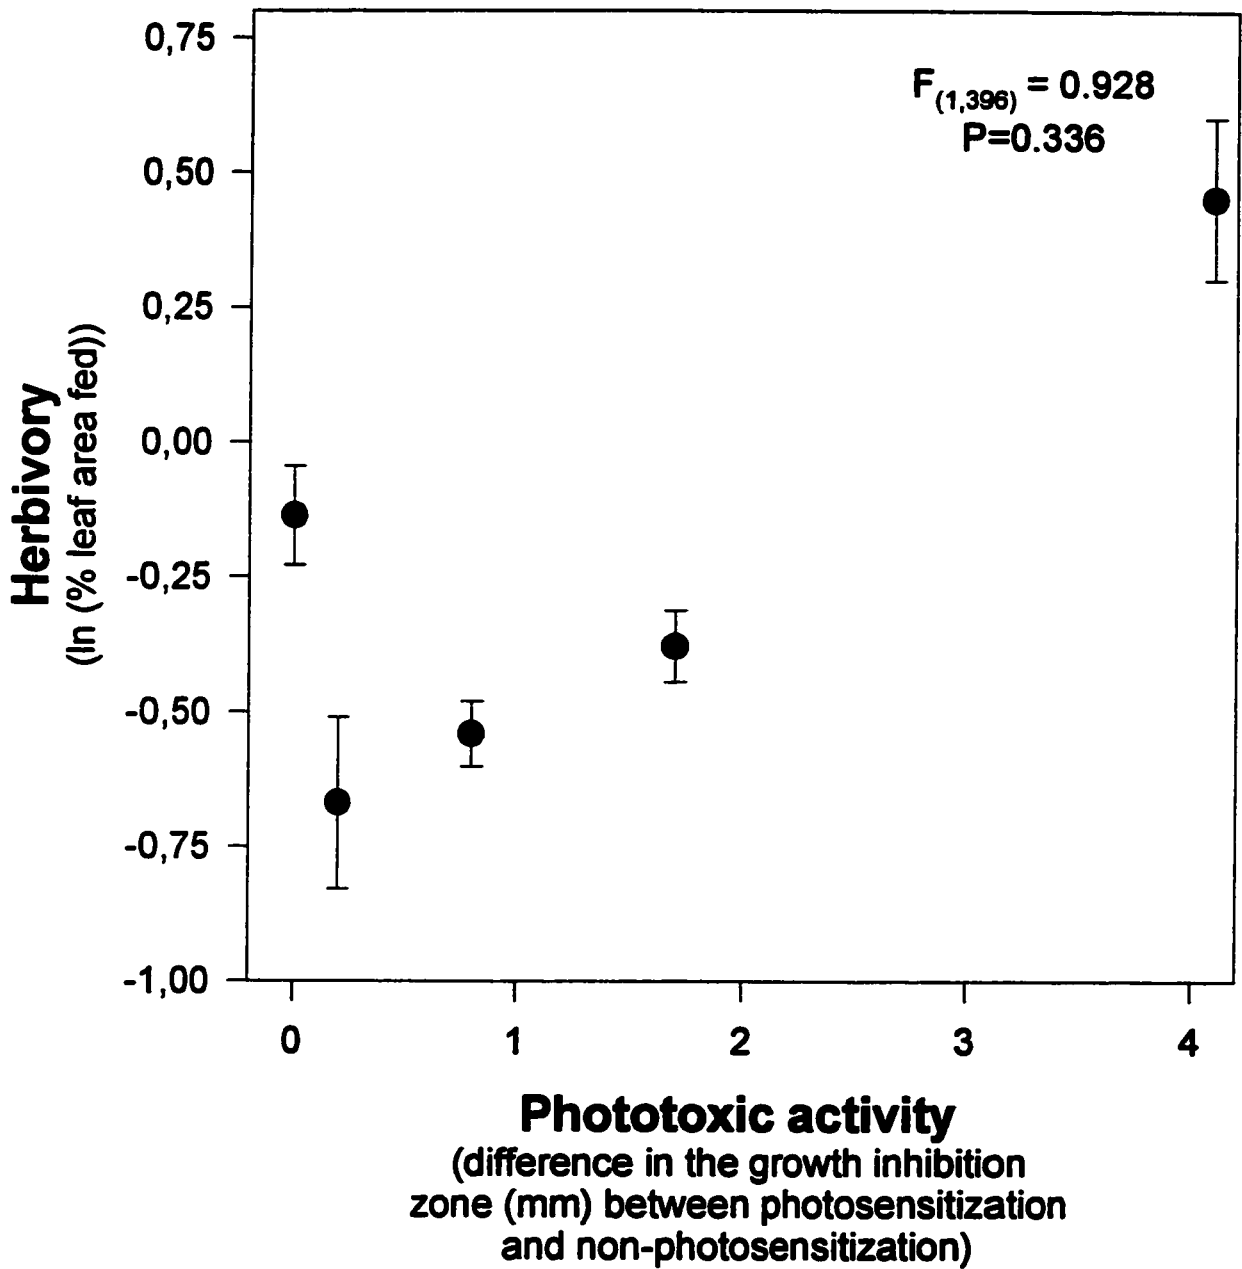 0,75
F(1,396) = 0.928
P=0.336
0,50
0,25
0,00
-0,25
-0,50
-0,75
-1,00
Herbivory
(ln (% leaf area fed))
0 1 2 3 4
Phototoxic activity
(difference in the growth inhibition
zone (mm) between photosensitization
and non-photosensitization)